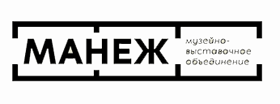 МАНЕЖ
музейно-
выставочное
объединение